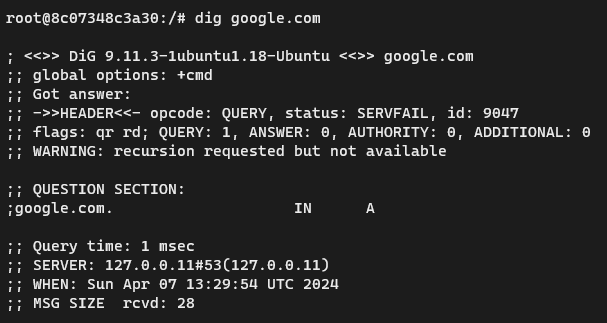 root@8c07348c3a30:/# dig google.com

; <<>> DiG 9.11.3-1ubuntu1.18-Ubuntu <<>> google.com
;; global options: +cmd
;; Got answer:
;; ->>HEADER<<- opcode: QUERY, status: SERVFAIL, id: 9047
;; flags: qr rd; QUERY: 1, ANSWER: 0, AUTHORITY: 0, ADDITIONAL: 0
;; WARNING: recursion requested but not available

;; QUESTION SECTION:
;google.com.                    IN      A

;; Query time: 1 msec
;; SERVER: 127.0.0.11#53(127.0.0.11)
;; WHEN: Sun Apr 07 13:29:54 UTC 2024
;; MSG SIZE  rcvd: 28